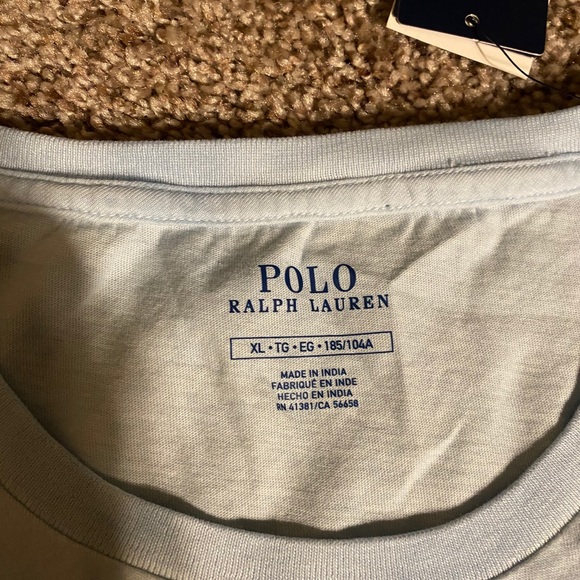 POLO
RALPH LAUREN
XL • TG • EG • 185/104A
MADE IN INDIA
FABRIQUÉ EN INDE
HECHO EN INDIA
RN 41381/CA 56658